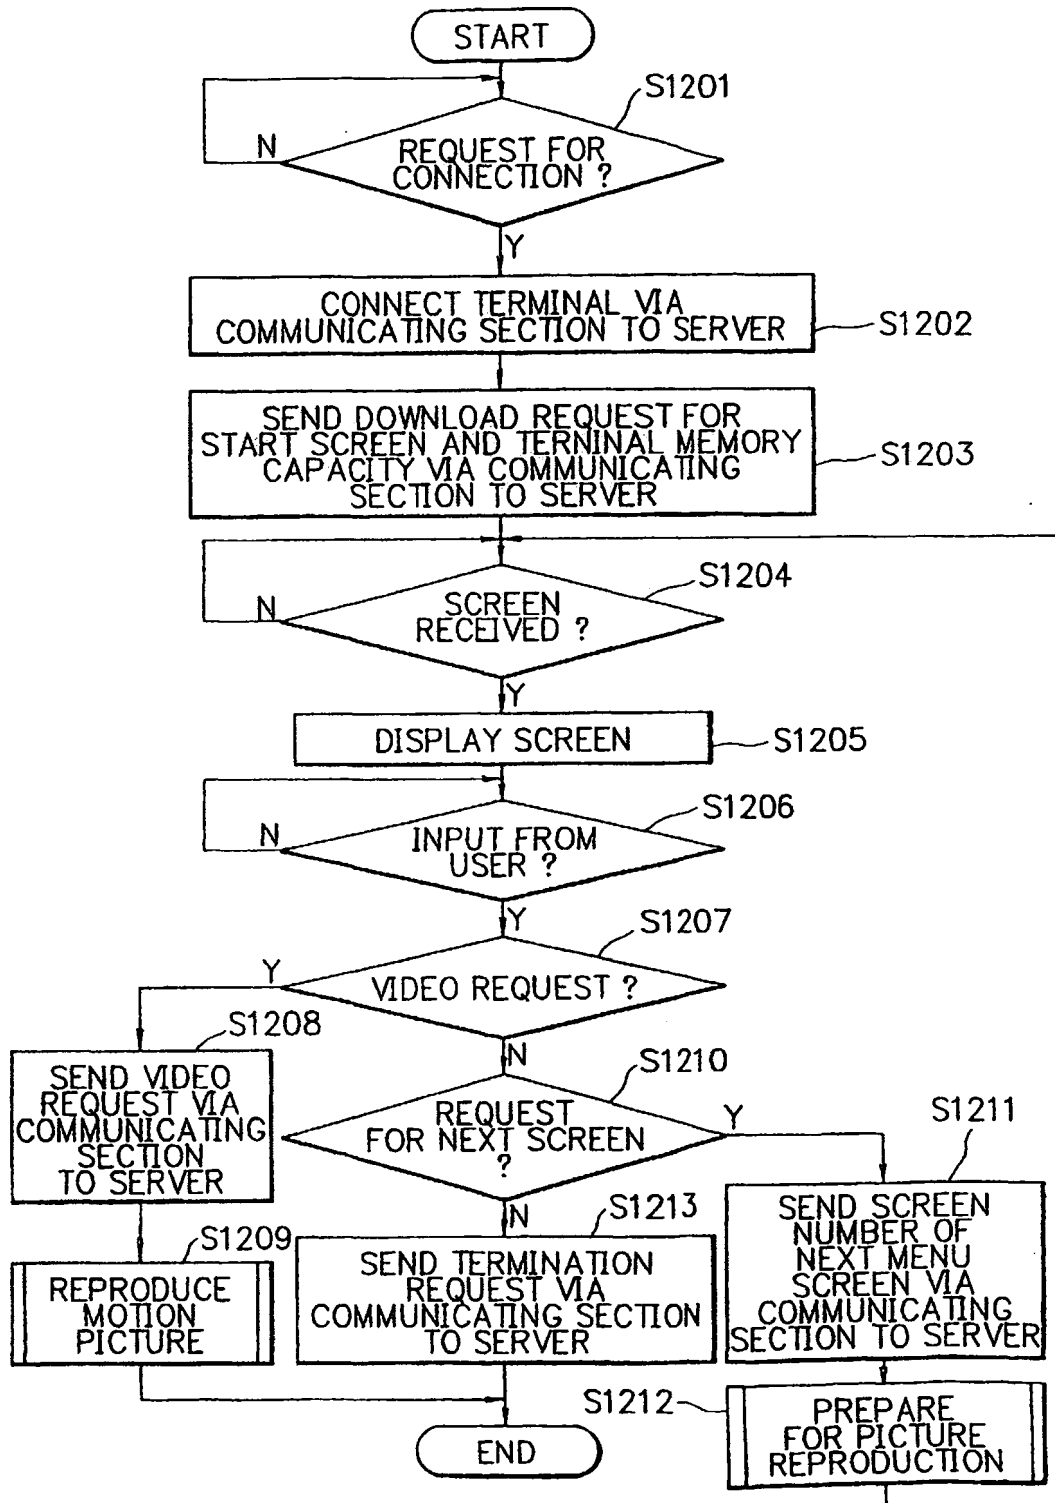 START
S1201
N
REQUEST FOR
CONNECTION ?
Y
CONNECT TERMINAL VIA
COMMUNICATING SECTION TO SERVER
S1202
SEND DOWNLOAD REQUEST FOR
START SCREEN AND TERNINAL MEMORY
CAPACITY VIA COMMUNICATING
SECTION TO SERVER
S1203
S1204
N
SCREEN
RECEIVED ?
Y
DISPLAY SCREEN
S1205
S1206
N
INPUT FROM
USER ?
Y
S1207
Y
VIDEO REQUEST ?
N
S1208
SEND VIDEO
REQUEST VIA
COMMUNICATING
SECTION
TO SERVER
S1210
REQUEST
FOR NEXT SCREEN
?
Y
N
S1211
SEND SCREEN
NUMBER OF
NEXT MENU
SCREEN VIA
COMMUNICATING
SECTION TO SERVER
S1209
REPRODUCE
MOTION
PICTURE
S1213
SEND TERMINATION
REQUEST VIA
COMMUNICATING SECTION
TO SERVER
S1212
PREPARE
FOR PICTURE
REPRODUCTION
END